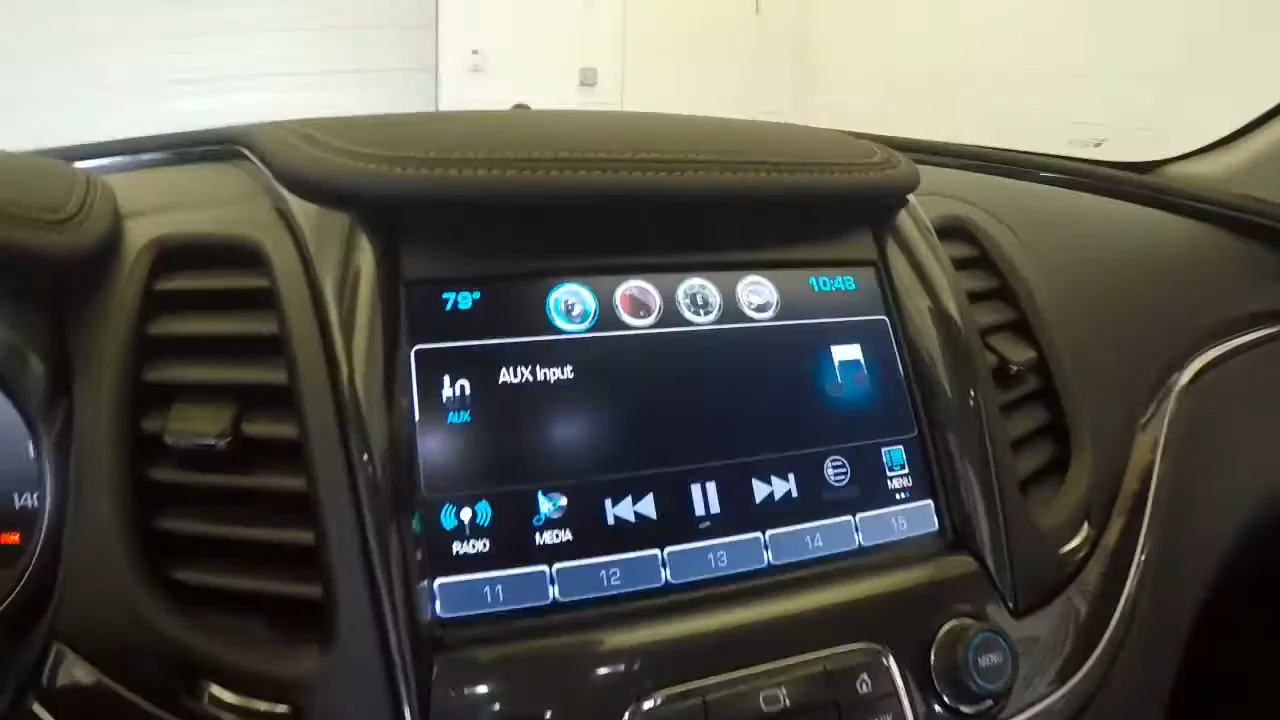 79°
10:48
AUX Input
AUX
RADIO
MEDIA
MENU
11
12
13
14
15
MENU